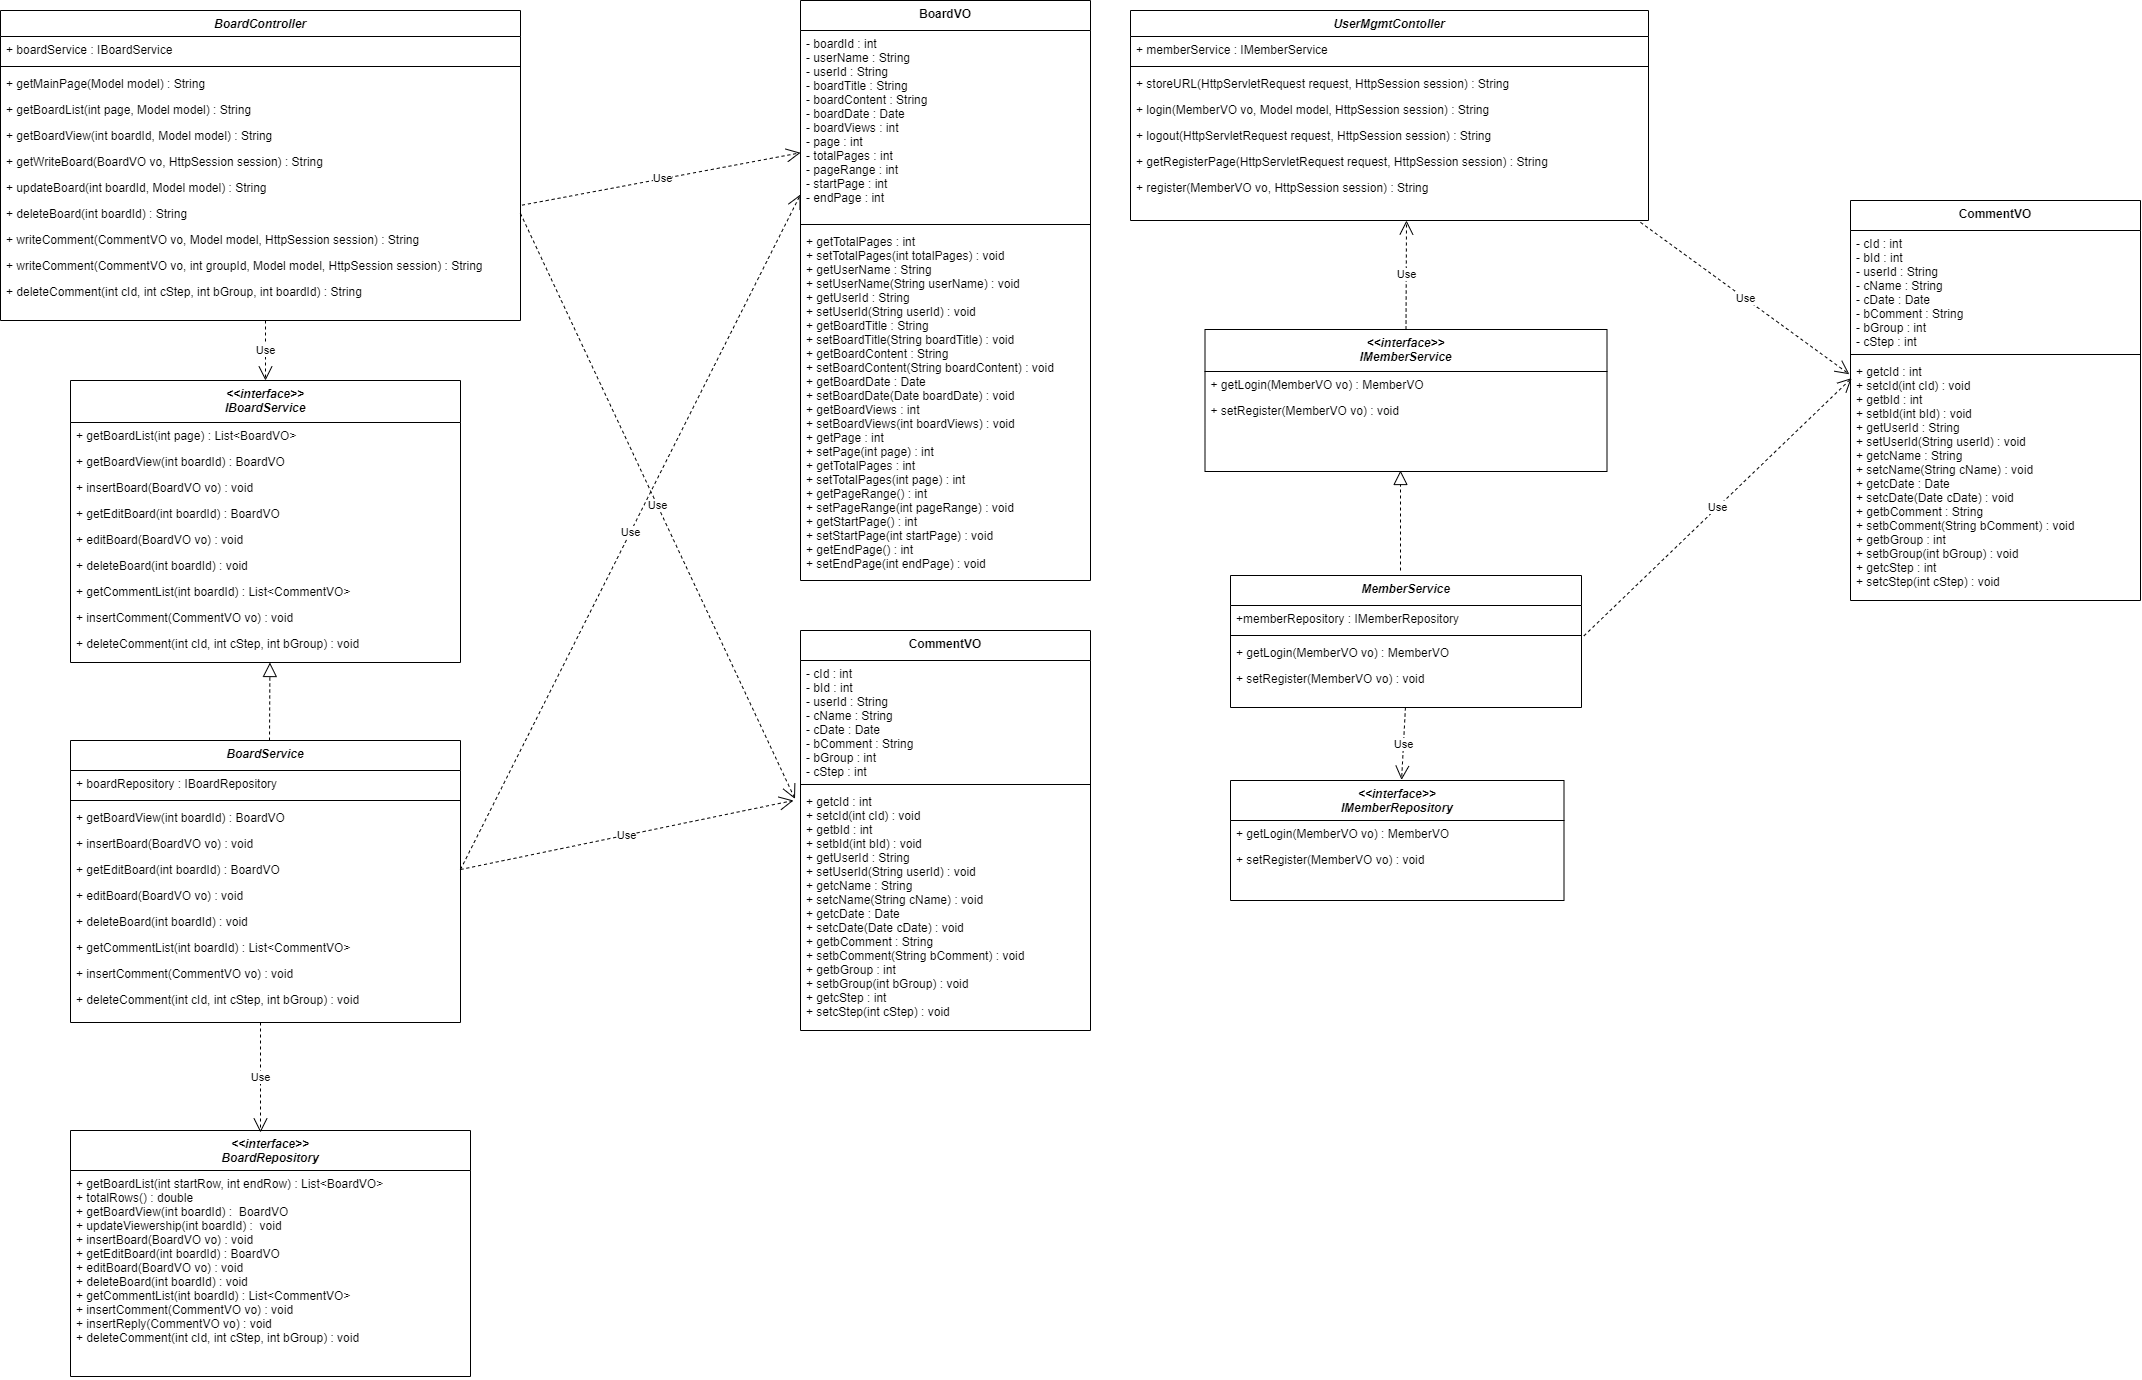 BoardController
+ boardService : IBoardService
+ getMainPage(Model model) : String
+ getBoardList(int page, Model model) : String
+ getBoardView(int boardId, Model model) : String
+ getWriteBoard(BoardVO vo, HttpSession session) : String
+ updateBoard(int boardId, Model model) : String
+ deleteBoard(int boardId) : String
+ writeComment(CommentVO vo, Model model, HttpSession session) : String
+ writeComment(CommentVO vo, int groupId, Model model, HttpSession session) : String
+ deleteComment(int cId, int cStep, int bGroup, int boardId) : String
Use
<<interface>>
IBoardService
+ getBoardList(int page) : List<BoardVO>
+ getBoardView(int boardId) : BoardVO
+ insertBoard(BoardVO vo) : void
+ getEditBoard(int boardId) : BoardVO
+ editBoard(BoardVO vo) : void
+ deleteBoard(int boardId) : void
+ getCommentList(int boardId) : List<CommentVO>
+ insertComment(CommentVO vo) : void
+ deleteComment(int cId, int cStep, int bGroup) : void
BoardService
+ boardRepository : IBoardRepository
+ getBoardView(int boardId) : BoardVO
+ insertBoard(BoardVO vo) : void
+ getEditBoard(int boardId) : BoardVO
+ editBoard(BoardVO vo) : void
+ deleteBoard(int boardId) : void
+ getCommentList(int boardId) : List<CommentVO>
+ insertComment(CommentVO vo) : void
+ deleteComment(int cId, int cStep, int bGroup) : void
Use
<<interface>>
BoardRepository
+ getBoardList(int startRow, int endRow) : List<BoardVO>
+ totalRows() : double
+ getBoardView(int boardId) :  BoardVO
+ updateViewership(int boardId) :  void
+ insertBoard(BoardVO vo) : void
+ getEditBoard(int boardId) : BoardVO
+ editBoard(BoardVO vo) : void
+ deleteBoard(int boardId) : void
+ getCommentList(int boardId) : List<CommentVO>
+ insertComment(CommentVO vo) : void
+ insertReply(CommentVO vo) : void
+ deleteComment(int cId, int cStep, int bGroup) : void
Use
Use
Use
Use
BoardVO
- boardId : int
- userName : String
- userId : String
- boardTitle : String
- boardContent : String
- boardDate : Date
- boardViews : int
- page : int
- totalPages : int
- pageRange : int
- startPage : int
- endPage : int
+ getTotalPages : int
+ setTotalPages(int totalPages) : void
+ getUserName : String
+ setUserName(String userName) : void
+ getUserId : String
+ setUserId(String userId) : void
+ getBoardTitle : String
+ setBoardTitle(String boardTitle) : void
+ getBoardContent : String
+ setBoardContent(String boardContent) : void
+ getBoardDate : Date
+ setBoardDate(Date boardDate) : void
+ getBoardViews : int
+ setBoardViews(int boardViews) : void
+ getPage : int
+ setPage(int page) : int
+ getTotalPages : int
+ setTotalPages(int page) : int
+ getPageRange() : int
+ setPageRange(int pageRange) : void
+ getStartPage() : int
+ setStartPage(int startPage) : void
+ getEndPage() : int
+ setEndPage(int endPage) : void
CommentVO
- cId : int
- bId : int
- userId : String
- cName : String
- cDate : Date
- bComment : String
- bGroup : int
- cStep : int
+ getcId : int
+ setcId(int cId) : void
+ getbId : int
+ setbId(int bId) : void
+ getUserId : String
+ setUserId(String userId) : void
+ getcName : String
+ setcName(String cName) : void
+ getcDate : Date
+ setcDate(Date cDate) : void
+ getbComment : String
+ setbComment(String bComment) : void
+ getbGroup : int
+ setbGroup(int bGroup) : void
+ getcStep : int
+ setcStep(int cStep) : void
UserMgmtContoller
+ memberService : IMemberService
+ storeURL(HttpServletRequest request, HttpSession session) : String
+ login(MemberVO vo, Model model, HttpSession session) : String
+ logout(HttpServletRequest request, HttpSession session) : String
+ getRegisterPage(HttpServletRequest request, HttpSession session) : String
+ register(MemberVO vo, HttpSession session) : String
Use
<<interface>>
IMemberService
+ getLogin(MemberVO vo) : MemberVO
+ setRegister(MemberVO vo) : void
MemberService
+memberRepository : IMemberRepository
+ getLogin(MemberVO vo) : MemberVO
+ setRegister(MemberVO vo) : void
Use
<<interface>>
IMemberRepository
+ getLogin(MemberVO vo) : MemberVO
+ setRegister(MemberVO vo) : void
Use
Use
CommentVO
- cId : int
- bId : int
- userId : String
- cName : String
- cDate : Date
- bComment : String
- bGroup : int
- cStep : int
+ getcId : int
+ setcId(int cId) : void
+ getbId : int
+ setbId(int bId) : void
+ getUserId : String
+ setUserId(String userId) : void
+ getcName : String
+ setcName(String cName) : void
+ getcDate : Date
+ setcDate(Date cDate) : void
+ getbComment : String
+ setbComment(String bComment) : void
+ getbGroup : int
+ setbGroup(int bGroup) : void
+ getcStep : int
+ setcStep(int cStep) : void